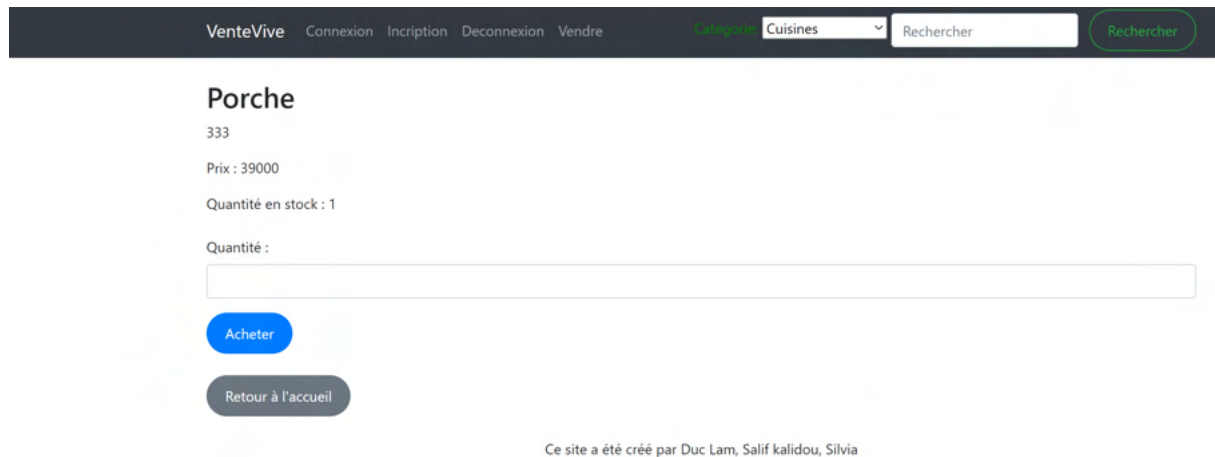 VenteVive Connexion Incription Deconnexion Vendre Catégorie: Cuisines Rechercher Rechercher
Porche
333
Prix : 39000
Quantité en stock : 1
Quantité :
Acheter
Retour à l'accueil
Ce site a été créé par Duc Lam, Salif kalidou, Silvia